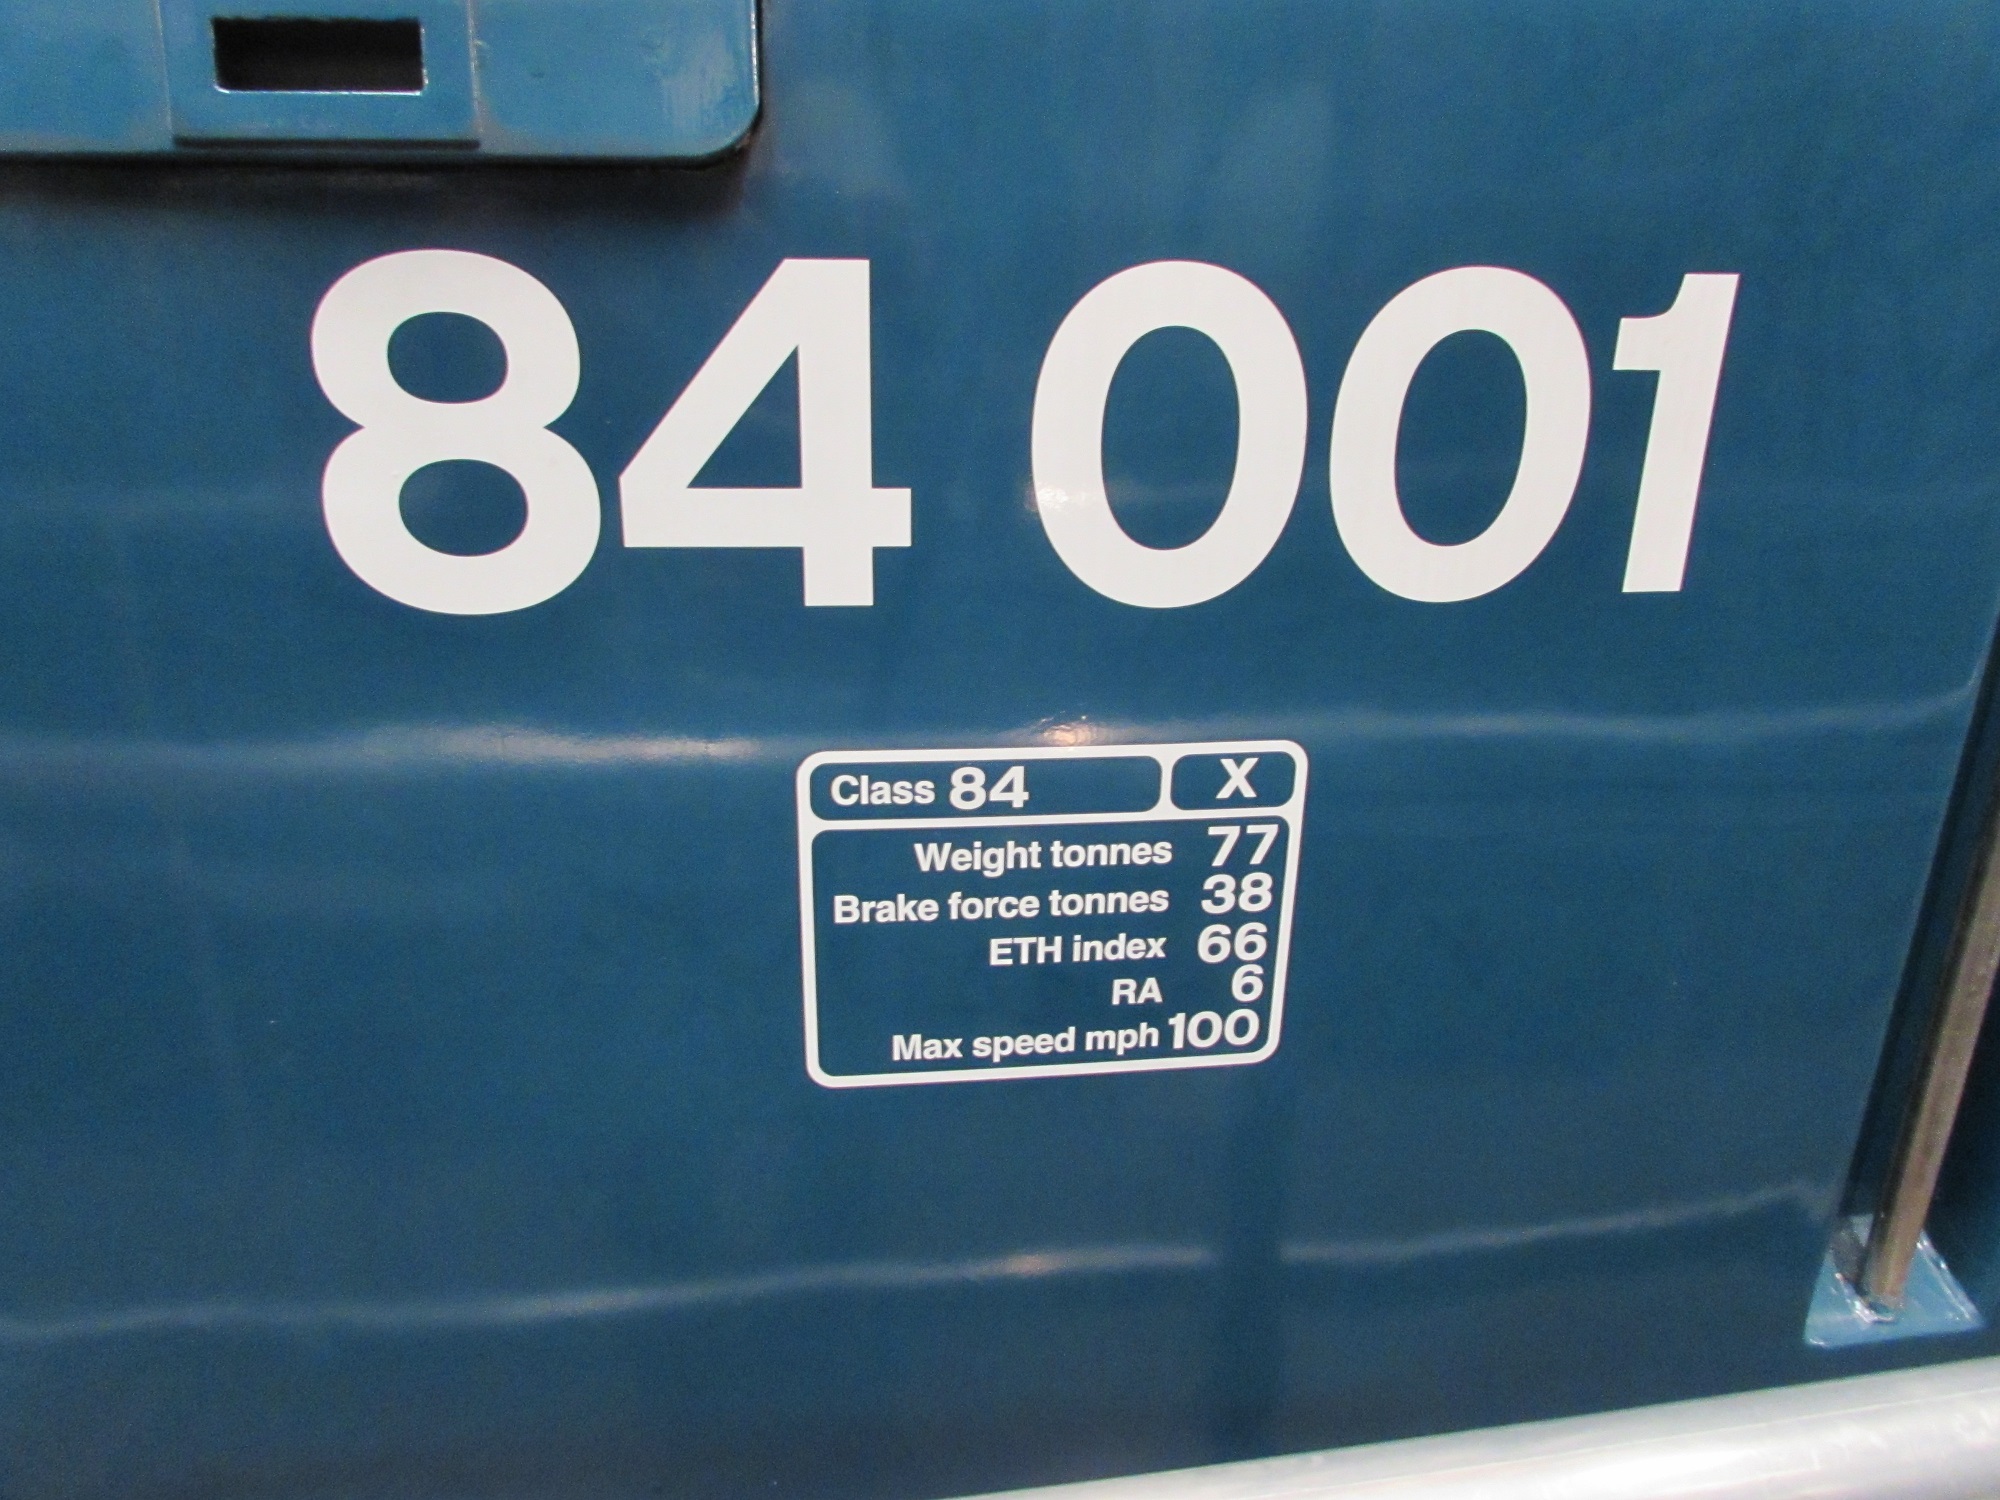 84 001
Class 84 X
Weight tonnes 77
Brake force tonnes 38
ETH index 66
RA 6
Max speed mph 100